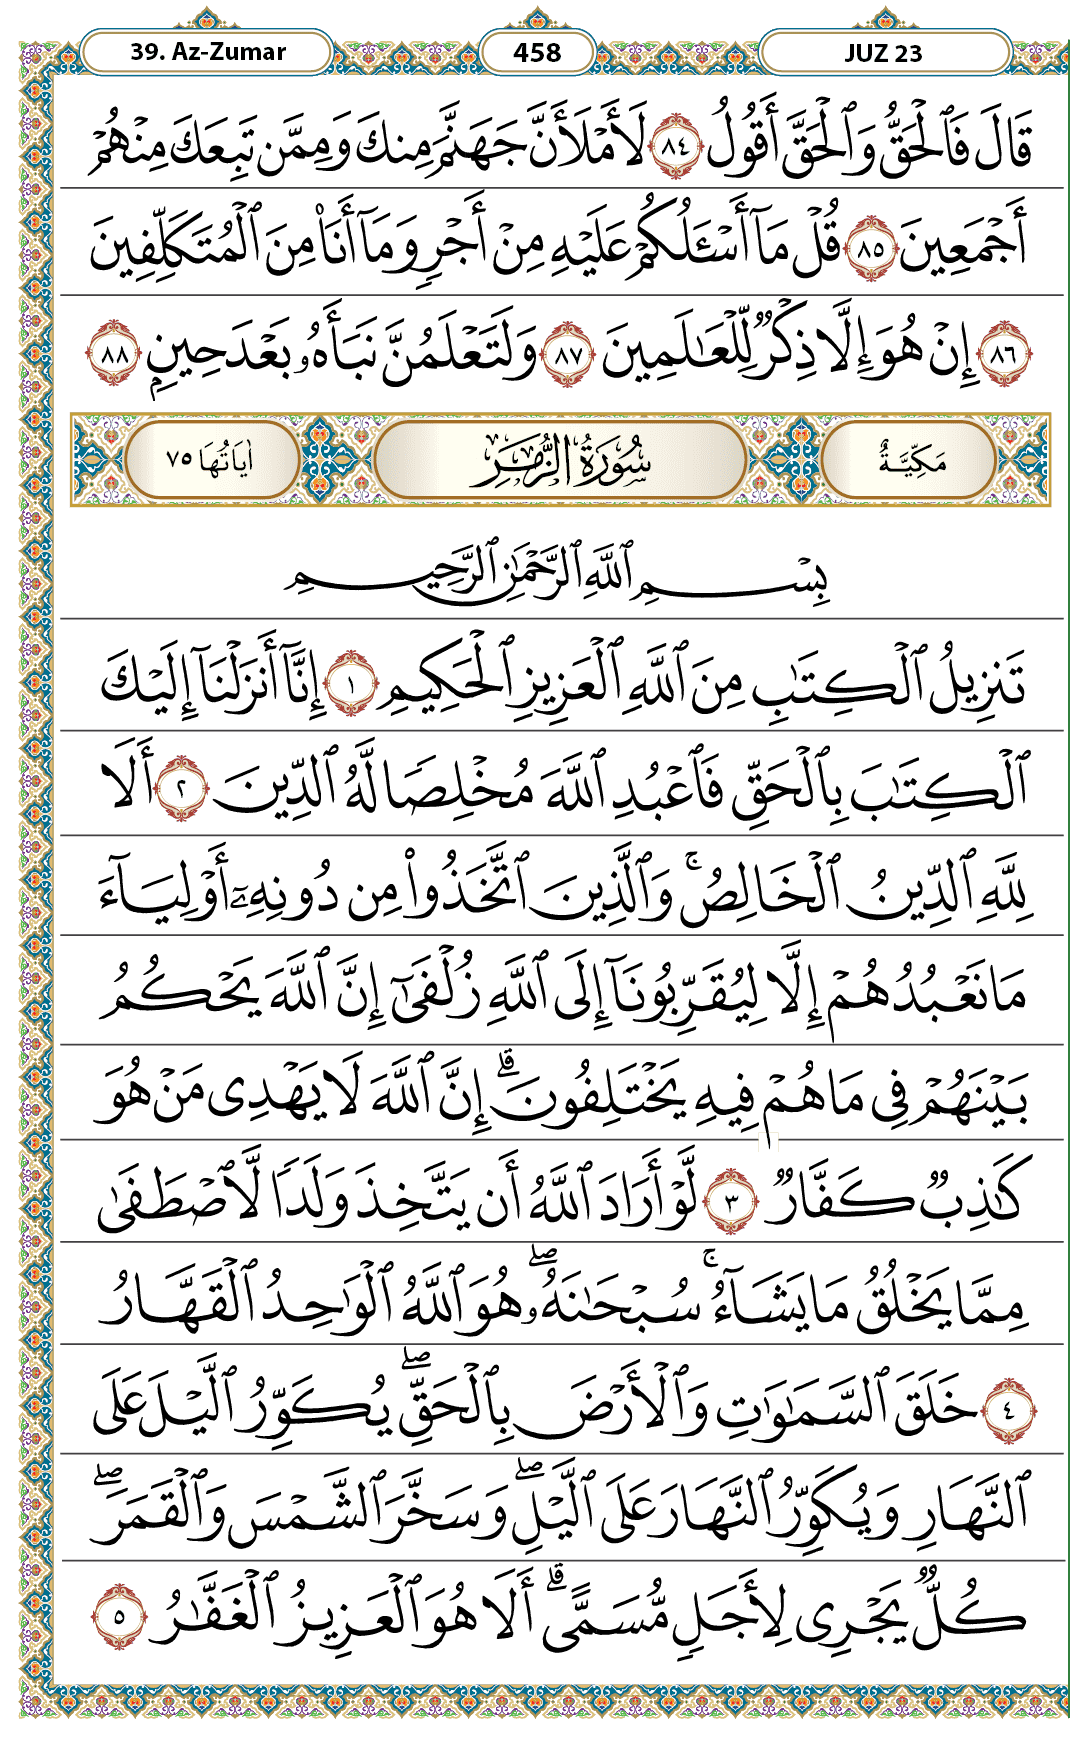 39. Az-Zumar 458 JUZ 23
قَالَ فَٱلْحَقُّ وَٱلْحَقَّ أَقُولُ ٨٤ لَأَمْلَأَنَّ جَهَنَّمَ مِنكَ وَمِمَّن تَبِعَكَ مِنْهُمْ
أَجْمَعِينَ ٨٥ قُلْ مَآ أَسْـَٔلُكُمْ عَلَيْهِ مِنْ أَجْرٍ وَمَآ أَنَا۠ مِنَ ٱلْمُتَكَلِّفِينَ
٨٦ إِنْ هُوَ إِلَّا ذِكْرٌ لِّلْعَـٰلَمِينَ ٨٧ وَلَتَعْلَمُنَّ نَبَأَهُۥ بَعْدَ حِينٍۭ ٨٨
مَكِّيَّةٌ سُورَةُ الزُّمَرِ اٰيَاتُهَا ٧٥
بِسْمِ ٱللَّهِ ٱلرَّحْمَـٰنِ ٱلرَّحِيمِ
تَنزِيلُ ٱلْكِتَـٰبِ مِنَ ٱللَّهِ ٱلْعَزِيزِ ٱلْحَكِيمِ ١ إِنَّآ أَنزَلْنَآ إِلَيْكَ
ٱلْكِتَـٰبَ بِٱلْحَقِّ فَٱعْبُدِ ٱللَّهَ مُخْلِصًا لَّهُ ٱلدِّينَ ٢ أَلَا
لِلَّهِ ٱلدِّينُ ٱلْخَالِصُ ۚ وَٱلَّذِينَ ٱتَّخَذُوا۟ مِن دُونِهِۦٓ أَوْلِيَآءَ
مَا نَعْبُدُهُمْ إِلَّا لِيُقَرِّبُونَآ إِلَى ٱللَّهِ زُلْفَىٰٓ إِنَّ ٱللَّهَ يَحْكُمُ
بَيْنَهُمْ فِى مَا هُمْ فِيهِ يَخْتَلِفُونَ ۗ إِنَّ ٱللَّهَ لَا يَهْدِى مَنْ هُوَ
كَـٰذِبٌ كَفَّارٌ ٣ لَّوْ أَرَادَ ٱللَّهُ أَن يَتَّخِذَ وَلَدًا لَّٱصْطَفَىٰ
مِمَّا يَخْلُقُ مَا يَشَآءُ ۚ سُبْحَـٰنَهُۥ ۖ هُوَ ٱللَّهُ ٱلْوَٰحِدُ ٱلْقَهَّارُ
٤ خَلَقَ ٱلسَّمَـٰوَٰتِ وَٱلْأَرْضَ بِٱلْحَقِّ ۖ يُكَوِّرُ ٱلَّيْلَ عَلَى
ٱلنَّهَارِ وَيُكَوِّرُ ٱلنَّهَارَ عَلَى ٱلَّيْلِ ۖ وَسَخَّرَ ٱلشَّمْسَ وَٱلْقَمَرَ ۖ
كُلٌّ يَجْرِى لِأَجَلٍ مُّسَمًّى ۗ أَلَا هُوَ ٱلْعَزِيزُ ٱلْغَفَّـٰرُ ٥